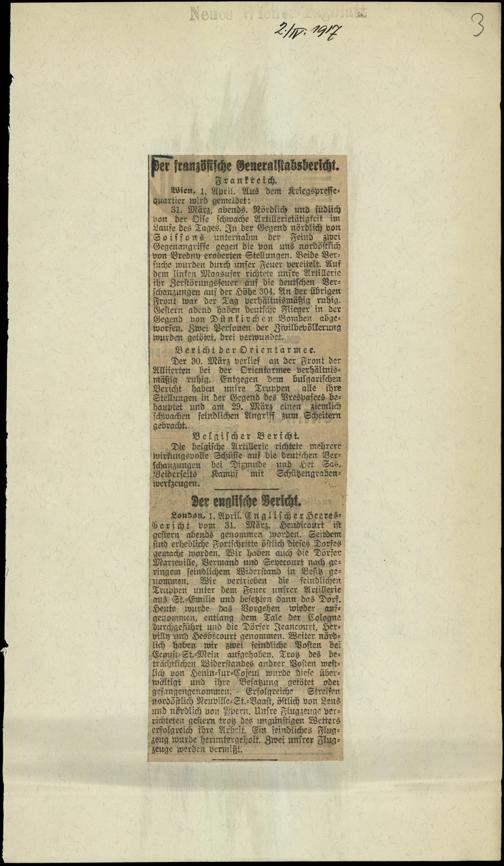 Neues Wiener Tagblatt
2/IV. 1917
3
Der französische Generalstabsbericht.
Frankreich.
Wien, 1. April. Aus dem Kriegspresse-
quartier wird gemeldet:
31. März, abends. Nördlich und südlich
von der Oise schwache Artillerietätigkeit im
Laufe des Tages. In der Gegend nördlich von
Soissons unternahm der Feind zwei
Gegenangriffe gegen die von uns nordöstlich
von Vregny eroberten Stellungen. Beide Ver-
suche wurden durch unser Feuer vereitelt. Auf
dem linken Maasufer richtete unsre Artillerie
ihr Zerstörungsfeuer auf die deutschen Ver-
schanzungen auf der Höhe 304. An der übrigen
Front war der Tag verhältnismäßig ruhig.
Gestern abend haben deutsche Flieger in der
Gegend von Dünkirchen Bomben abge-
worfen. Zwei Personen der Zivilbevölkerung
wurden getötet, drei verwundet.
Bericht der Orientarmee.
Der 30. März verlief an der Front der
Alliierten bei der Orientarmee verhältnis-
mäßig ruhig. Entgegen dem bulgarischen
Bericht haben unsre Truppen alle ihre
Stellungen in der Gegend des Prespasees be-
hauptet und am 29. März einen ziemlich
schwachen feindlichen Angriff zum Scheitern
gebracht.
Belgischer Bericht.
Die belgische Artillerie richtete mehrere
wirkungsvolle Schüsse auf die deutschen Ver-
schanzungen bei Dixmude und Het Sas.
Beiderseits Kampf mit Schützengraben-
werkzeugen.
Der englische Bericht.
London, 1. April. Englischer Heeres-
bericht vom 31. März. Heudicourt ist
gestern abends genommen worden. Seitdem
sind erhebliche Fortschritte östlich dieses Dorfes
gemacht worden. Wir haben auch die Dörfer
Marteville, Vermand und Soyecourt nach ge-
ringem feindlichem Widerstand in Besitz ge-
nommen. Wir vertrieben die feindlichen
Truppen unter dem Feuer unsrer Artillerie
aus St.-Emilie und besetzten dann das Dorf.
Heute wurde das Vorgehen wieder auf-
genommen, entlang dem Tale der Cologne
durchgeführt und die Dörfer Jeancourt, Her-
villy und Hesbecourt genommen. Weiter nörd-
lich haben wir zwei feindliche Posten bei
Ecoust-St.-Mein aufgehoben. Trotz des be-
trächtlichen Widerstandes andrer Posten west-
lich von Henin-sur-Cojeul wurde diese über-
wältigt und ihre Besatzung getötet oder
gefangengenommen. Erfolgreiche Streifen
nordöstlich Neuville-St.-Vaast, östlich von Lens
und nördlich von Ypern. Unsre Flugzeuge ver-
richteten gestern trotz des ungünstigen Wetters
erfolgreich ihre Arbeit. Ein feindliches Flug-
zeug wurde heruntergeholt. Zwei unsrer Flug-
zeuge werden vermißt.